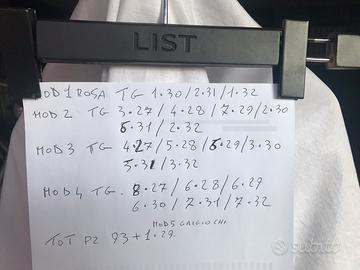 LIST
MOD 1 ROSA TG 1·30/2·31/1·32
MOD 2 TG 3·27/4·28/7·29/2·30
5·31/2·32
MOD 3 TG 4·27/5·28/5·29/3·30
3·31/3·32
MOD 4 TG· 8·27/6·28/6·29
6·30/7·31/7·32
MOD 5 GRIGIO CHI
TOT PZ 93+1·29·
subito